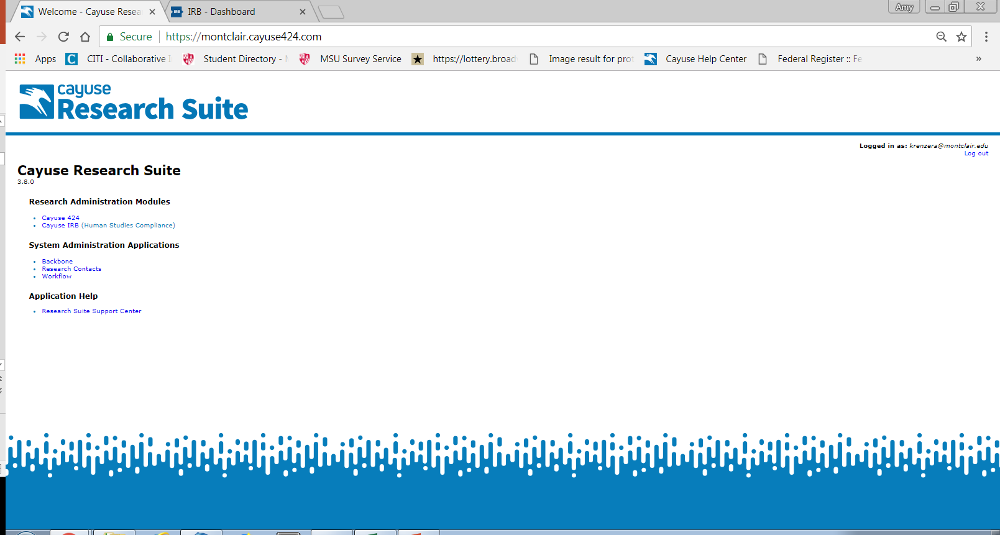 Welcome - Cayuse Resea
IRB
IRB - Dashboard
Amy
Secure
https://montclair.cayuse424.com
Apps
C
CITI - Collaborative I
Student Directory - M
MSU Survey Service
https://lottery.broadw
Image result for prot
Cayuse Help Center
Federal Register :: Fe
»
cayuse
Research Suite
Logged in as: krenzera@montclair.edu
Log out
Cayuse Research Suite
3.8.0
Research Administration Modules
Cayuse 424
Cayuse IRB (Human Studies Compliance)
System Administration Applications
Backbone
Research Contacts
Workflow
Application Help
Research Suite Support Center